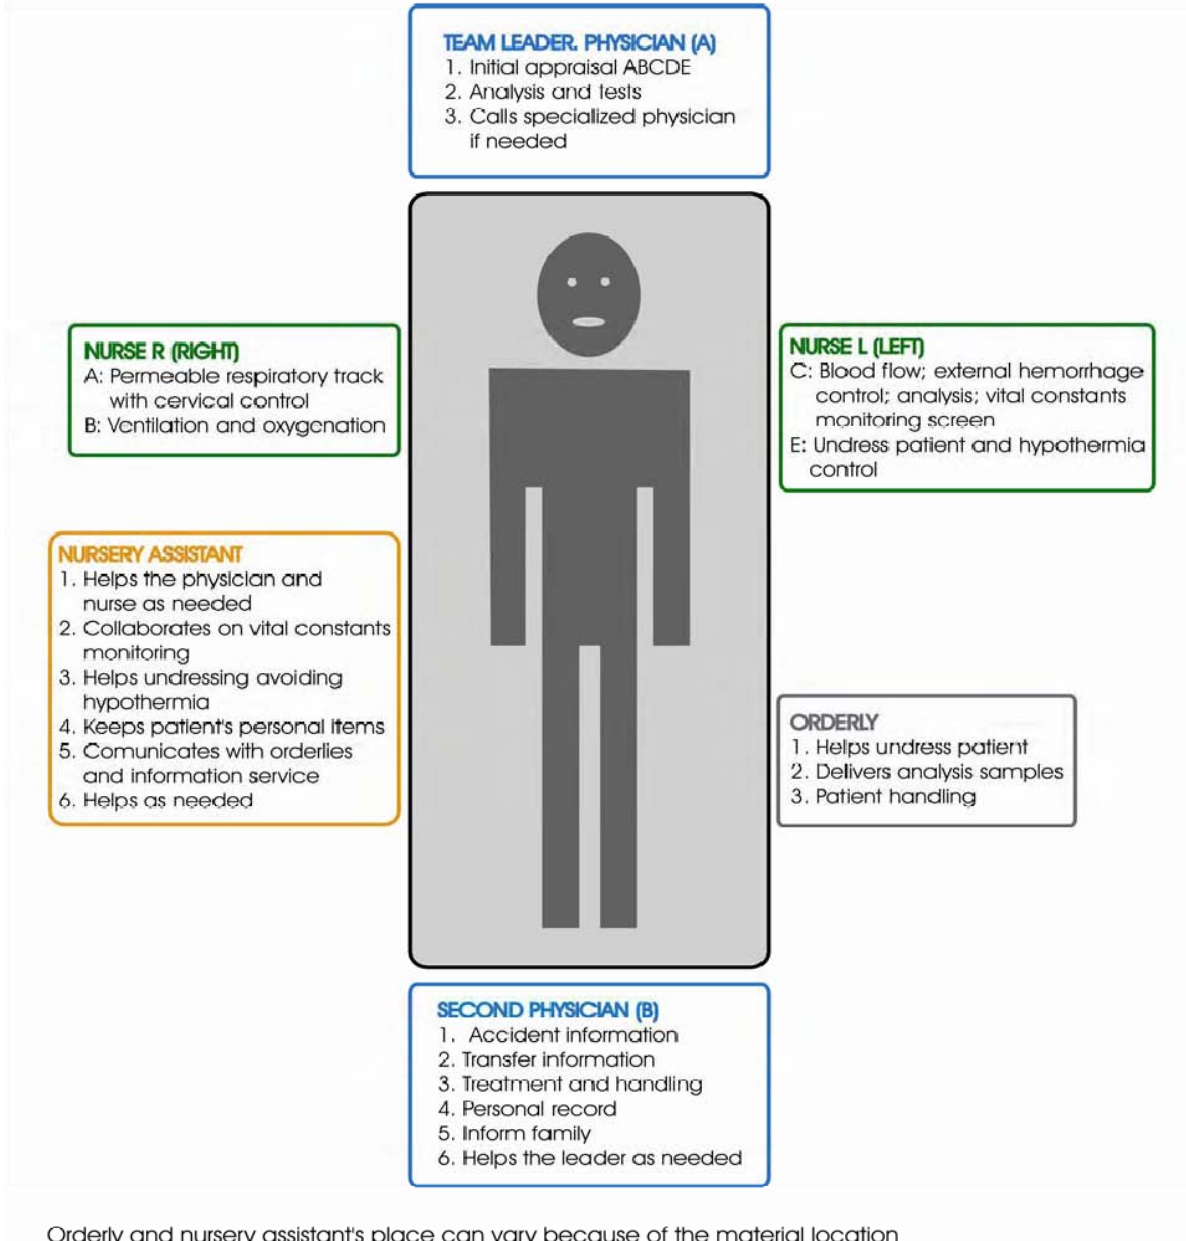 TEAM LEADER. PHYSICIAN (A)
1. Initial appraisal ABCDE
2. Analysis and tests
3. Calls specialized physician
if needed
NURSE R (RIGHT)
A: Permeable respiratory track
with cervical control
B: Ventilation and oxygenation
NURSE L (LEFT)
C: Blood flow; external hemorrhage
control; analysis; vital constants
monitoring screen
E: Undress patient and hypothermia
control
NURSERY ASSISTANT
1. Helps the physician and
nurse as needed
2. Collaborates on vital constants
monitoring
3. Helps undressing avoiding
hypothermia
4. Keeps patient's personal items
5. Comunicates with orderlies
and information service
6. Helps as needed
ORDERLY
1. Helps undress patient
2. Delivers analysis samples
3. Patient handling
SECOND PHYSICIAN (B)
1. Accident information
2. Transfer information
3. Treatment and handling
4. Personal record
5. Inform family
6. Helps the leader as needed
Orderly and nursery assistant's place can vary because of the material location